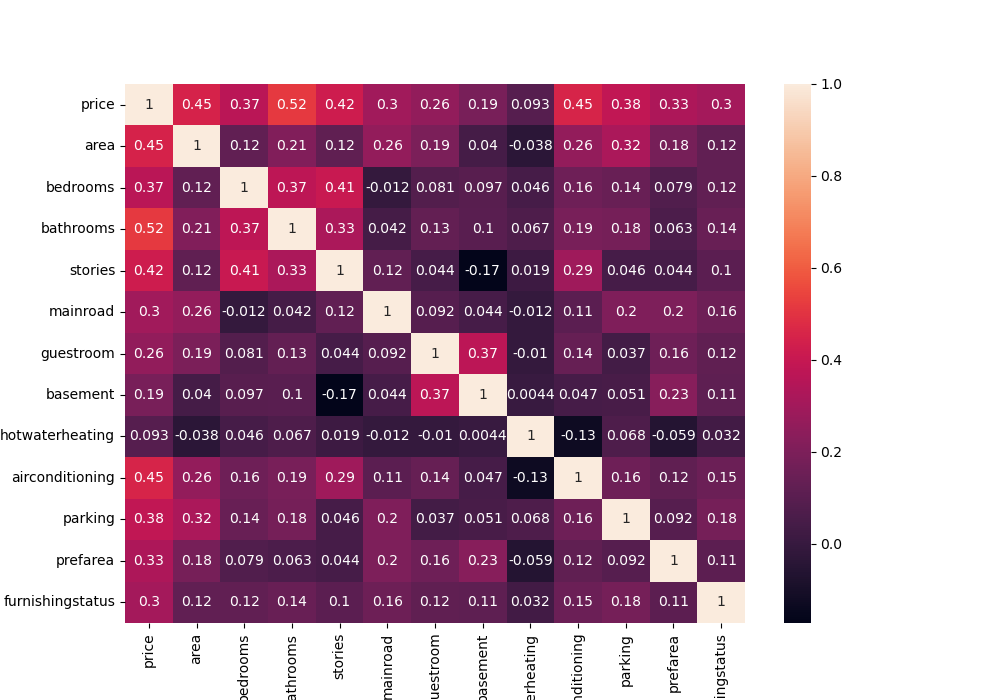 1.0
price 1 0.45 0.37 0.52 0.42 0.3 0.26 0.19 0.093 0.45 0.38 0.33 0.3
area 0.45 1 0.12 0.21 0.12 0.26 0.19 0.04 -0.038 0.26 0.32 0.18 0.12
0.8
bedrooms 0.37 0.12 1 0.37 0.41 -0.012 0.081 0.097 0.046 0.16 0.14 0.079 0.12
bathrooms 0.52 0.21 0.37 1 0.33 0.042 0.13 0.1 0.067 0.19 0.18 0.063 0.14
0.6
stories 0.42 0.12 0.41 0.33 1 0.12 0.044 -0.17 0.019 0.29 0.046 0.044 0.1
mainroad 0.3 0.26 -0.012 0.042 0.12 1 0.092 0.044 -0.012 0.11 0.2 0.2 0.16
guestroom 0.26 0.19 0.081 0.13 0.044 0.092 1 0.37 -0.01 0.14 0.037 0.16 0.12
0.4
basement 0.19 0.04 0.097 0.1 -0.17 0.044 0.37 1 0.0044 0.047 0.051 0.23 0.11
hotwaterheating 0.093 -0.038 0.046 0.067 0.019 -0.012 -0.01 0.0044 1 -0.13 0.068 -0.059 0.032
0.2
airconditioning 0.45 0.26 0.16 0.19 0.29 0.11 0.14 0.047 -0.13 1 0.16 0.12 0.15
parking 0.38 0.32 0.14 0.18 0.046 0.2 0.037 0.051 0.068 0.16 1 0.092 0.18
0.0
prefarea 0.33 0.18 0.079 0.063 0.044 0.2 0.16 0.23 -0.059 0.12 0.092 1 0.11
furnishingstatus 0.3 0.12 0.12 0.14 0.1 0.16 0.12 0.11 0.032 0.15 0.18 0.11 1
price
area
bedrooms
athrooms
stories
mainroad
uestroom
basement
erheating
nditioning
parking
prefarea
ingstatus